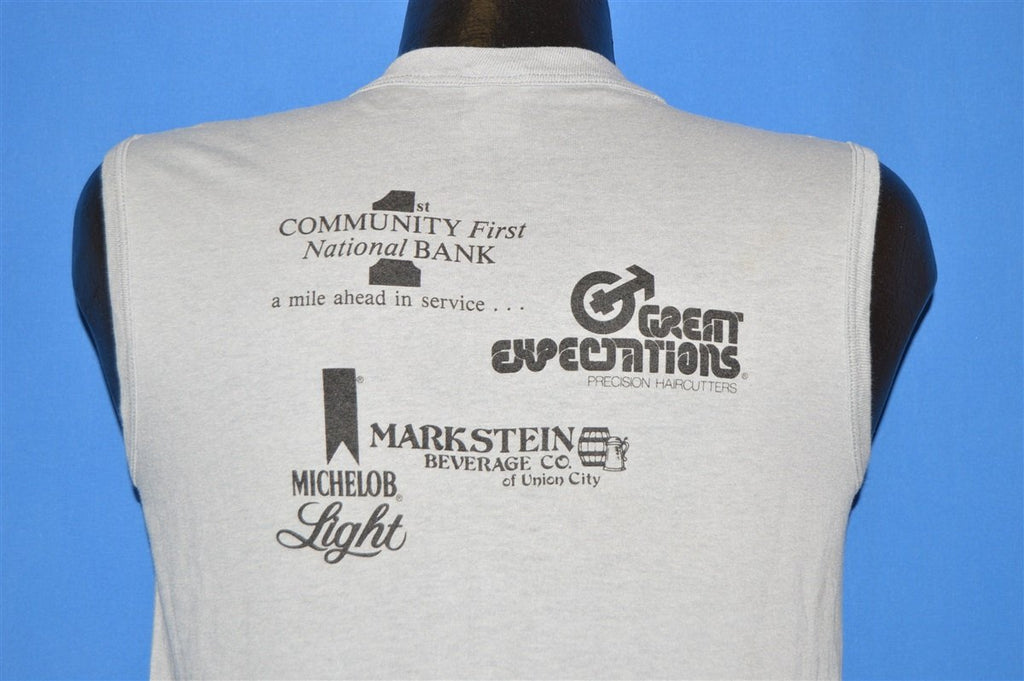 1st
COMMUNITY First
National BANK
a mile ahead in service . . .
GREAT
EXPECTATIONS®
PRECISION HAIRCUTTERS
®
MICHELOB®
Light
MARKSTEIN
BEVERAGE CO.
of Union City